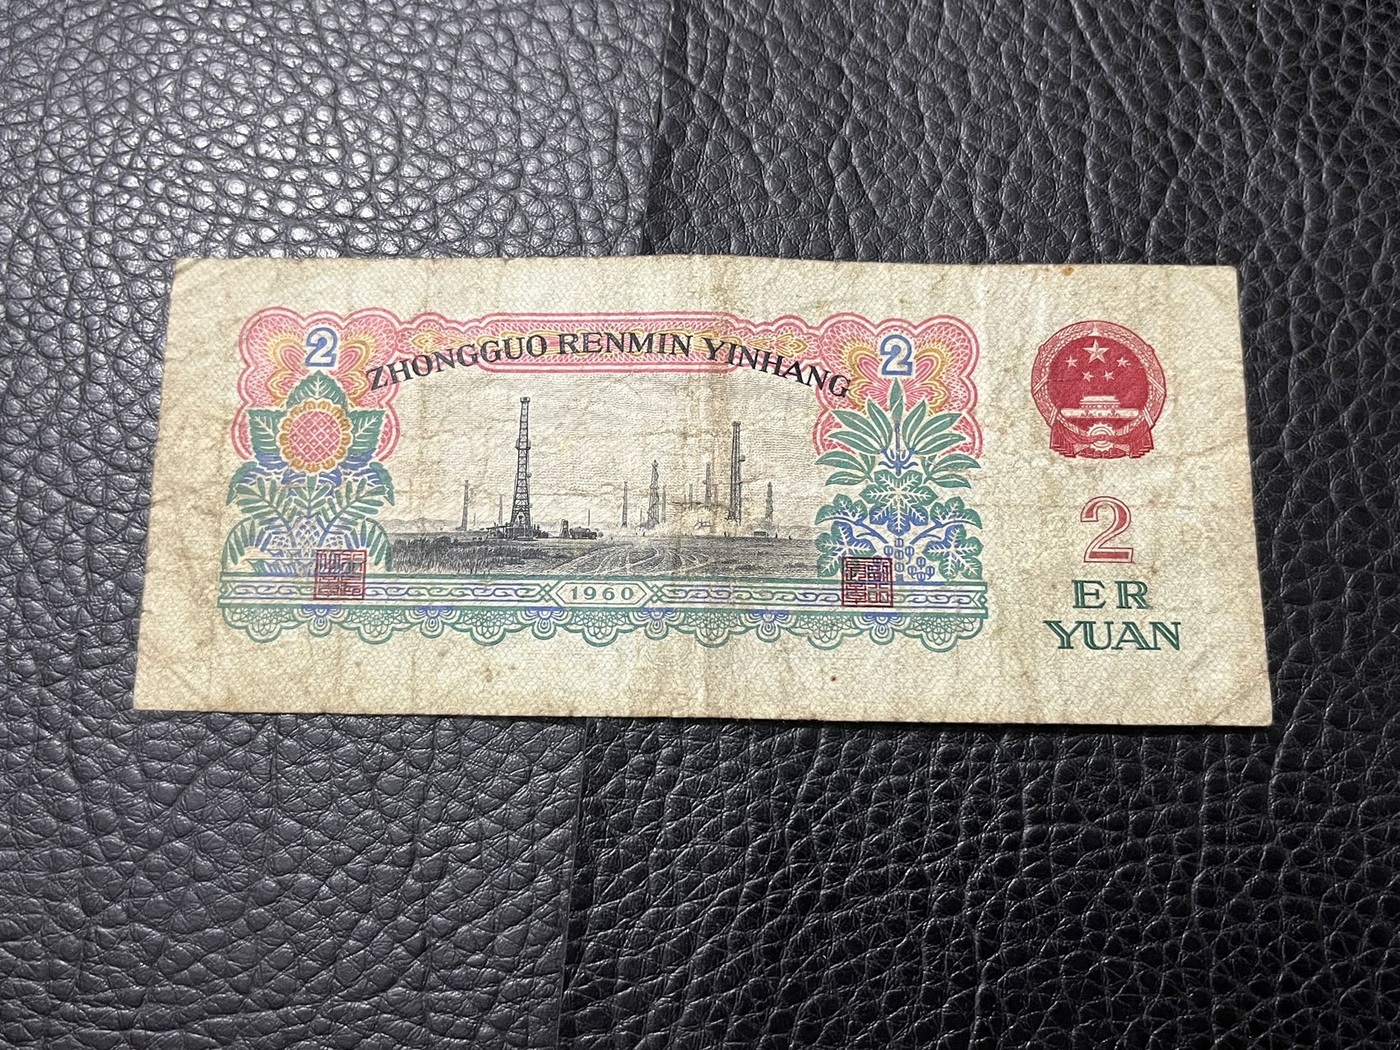 2
ZHONGGUO RENMIN YINHANG
2
1960
2
ER
YUAN